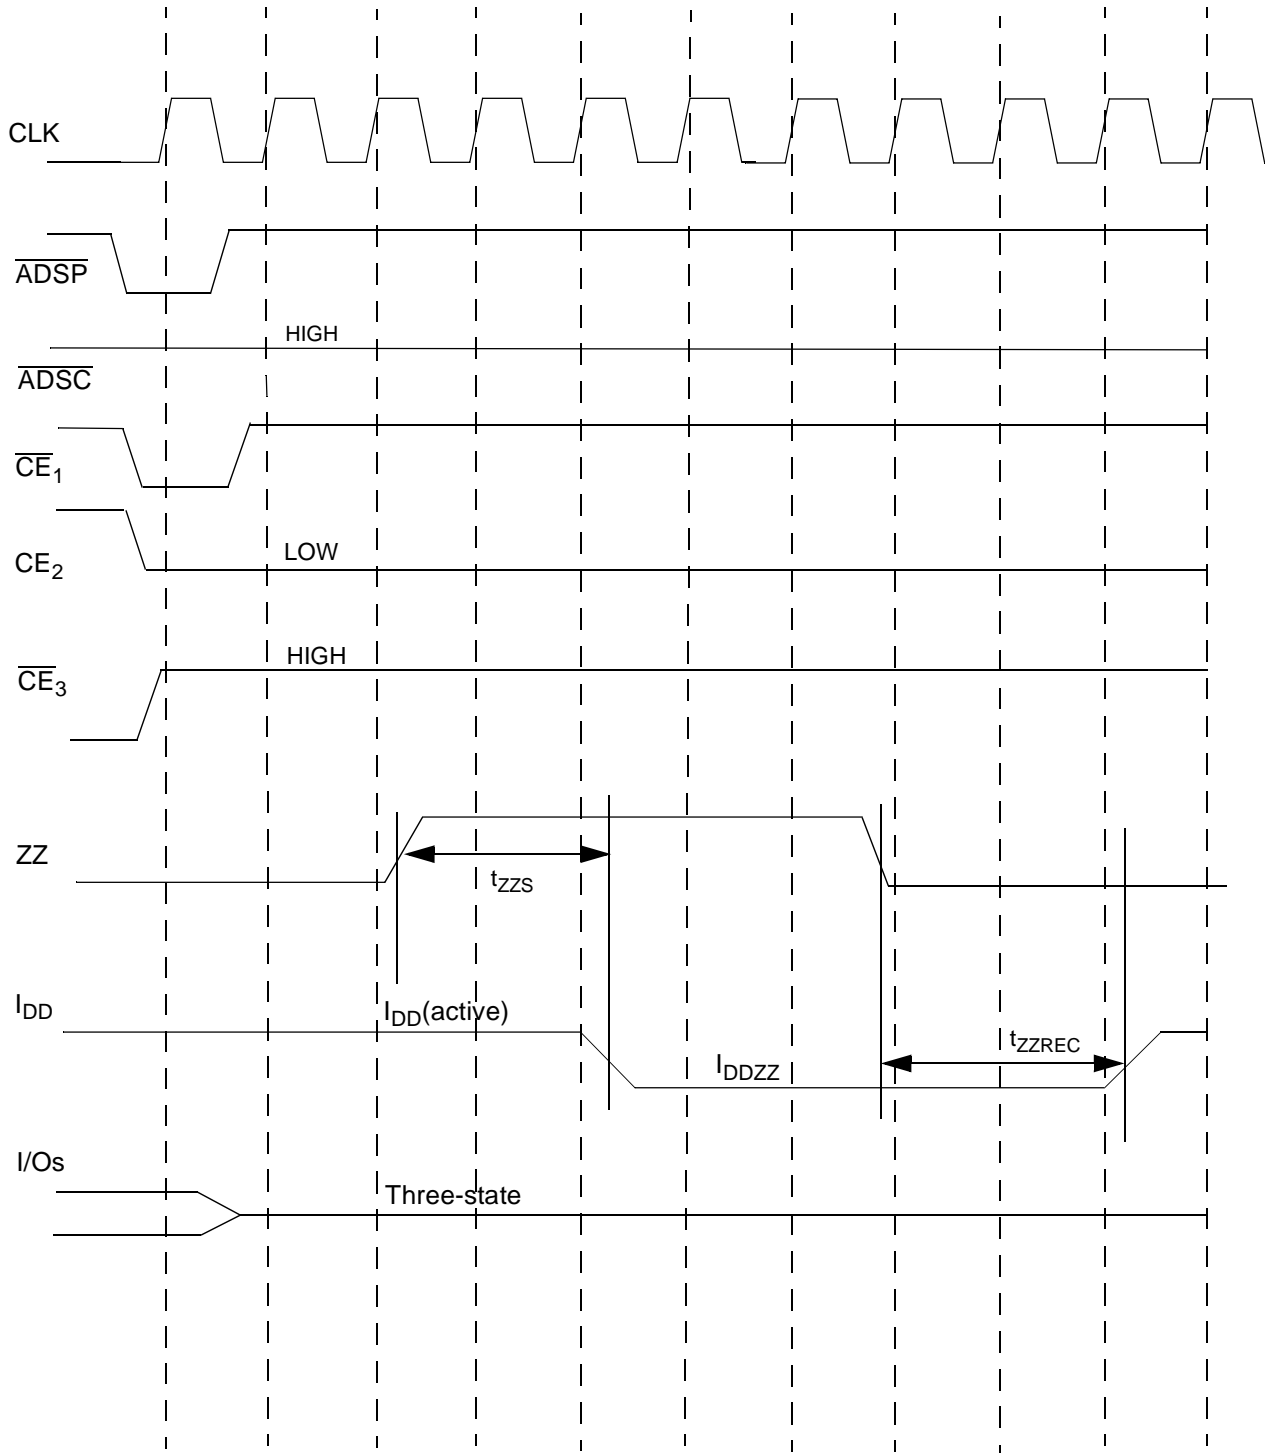 CLK
ADSP
HIGH
ADSC
CE1
LOW
CE2
HIGH
CE3
ZZ
tZZS
IDD
IDD(active)
tZZREC
IDDZZ
I/Os
Three-state